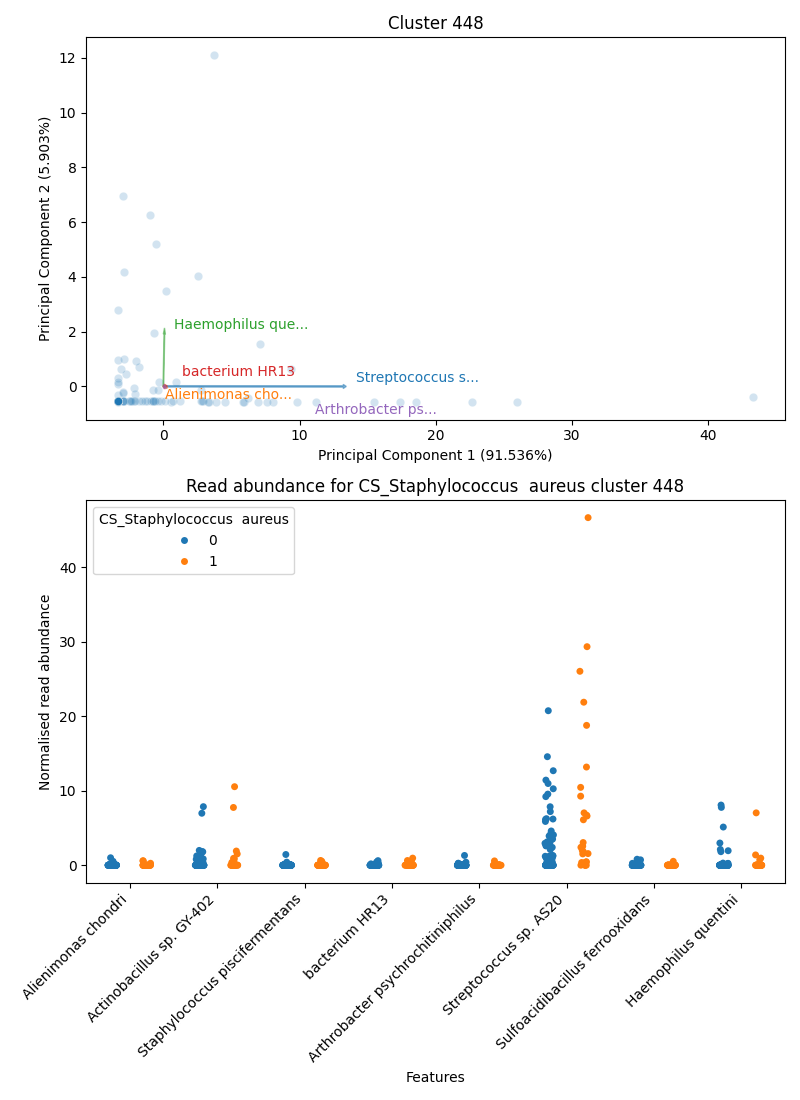 Cluster 448
Principal Component 2 (5.903%)
12
10
8
6
4
2
0
Haemophilus que...
bacterium HR13
Streptococcus s...
Alienimonas cho...
Arthrobacter ps...
0 10 20 30 40
Principal Component 1 (91.536%)
Read abundance for CS_Staphylococcus  aureus cluster 448
CS_Staphylococcus  aureus
0
1
Normalised read abundance
40
30
20
10
0
Alienimonas chondri
Actinobacillus sp. GY-402
Staphylococcus piscifermentans
bacterium HR13
Arthrobacter psychrochitiniphilus
Streptococcus sp. AS20
Sulfoacidibacillus ferrooxidans
Haemophilus quentini
Features